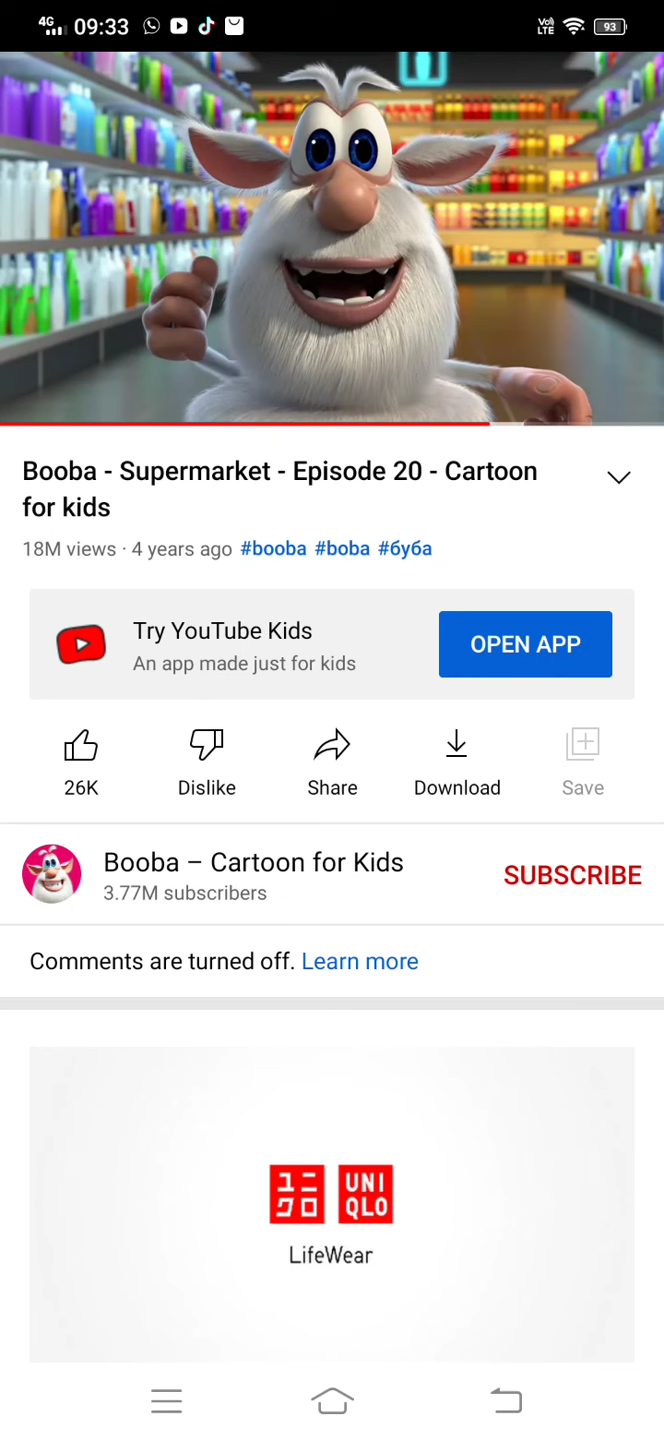 4G 09:33 Vo) LTE 93
Booba - Supermarket - Episode 20 - Cartoon
for kids
18M views · 4 years ago #booba #boba #буба
Try YouTube Kids
An app made just for kids
OPEN APP
26K Dislike Share Download Save
Booba – Cartoon for Kids
3.77M subscribers
SUBSCRIBE
Comments are turned off. Learn more
ユニ UNI
クロ QLO
LifeWear